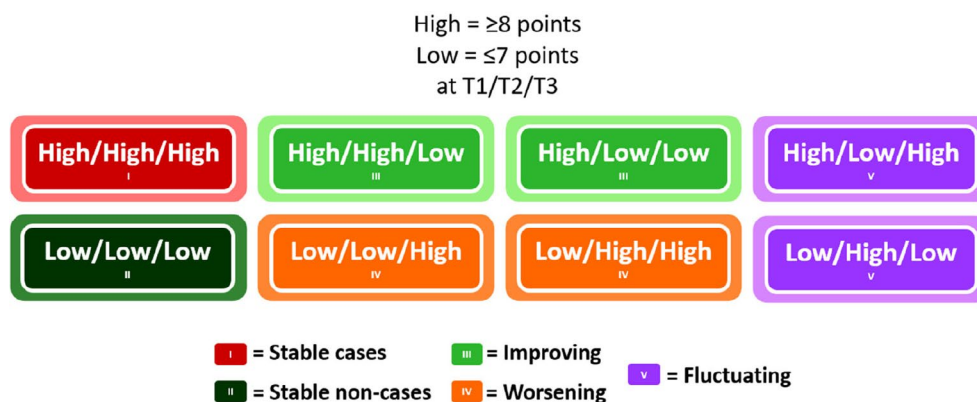 High = ≥8 points
Low = ≤7 points
at T1/T2/T3
High/High/High
I
High/High/Low
III
High/Low/Low
III
High/Low/High
V
Low/Low/Low
II
Low/Low/High
IV
Low/High/High
IV
Low/High/Low
V
I = Stable cases
III = Improving
V = Fluctuating
II = Stable non-cases
IV = Worsening